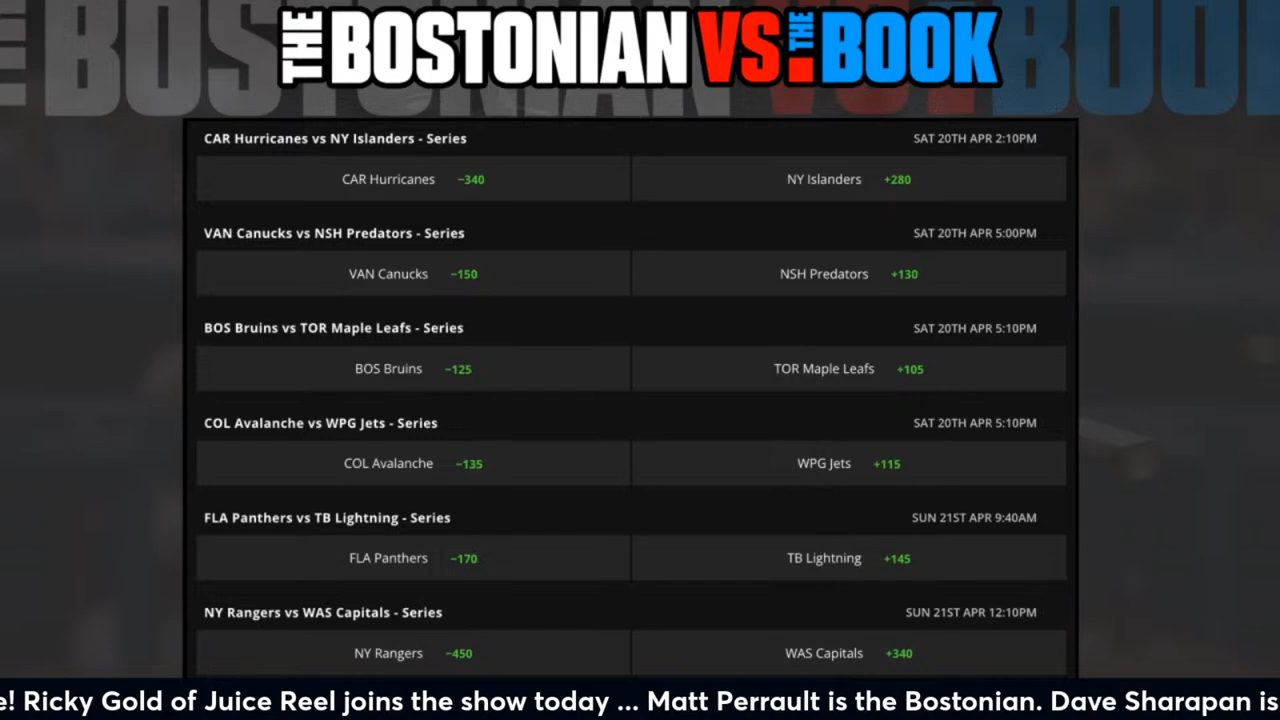 THE BOSTONIAN VS. THE BOOK
CAR Hurricanes vs NY Islanders - Series SAT 20TH APR 2:10PM
CAR Hurricanes −340 NY Islanders +280
VAN Canucks vs NSH Predators - Series SAT 20TH APR 5:00PM
VAN Canucks −150 NSH Predators +130
BOS Bruins vs TOR Maple Leafs - Series SAT 20TH APR 5:10PM
BOS Bruins −125 TOR Maple Leafs +105
COL Avalanche vs WPG Jets - Series SAT 20TH APR 5:10PM
COL Avalanche −135 WPG Jets +115
FLA Panthers vs TB Lightning - Series SUN 21ST APR 9:40AM
FLA Panthers −170 TB Lightning +145
NY Rangers vs WAS Capitals - Series SUN 21ST APR 12:10PM
NY Rangers −450 WAS Capitals +340
e! Ricky Gold of Juice Reel joins the show today ... Matt Perrault is the Bostonian. Dave Sharapan is